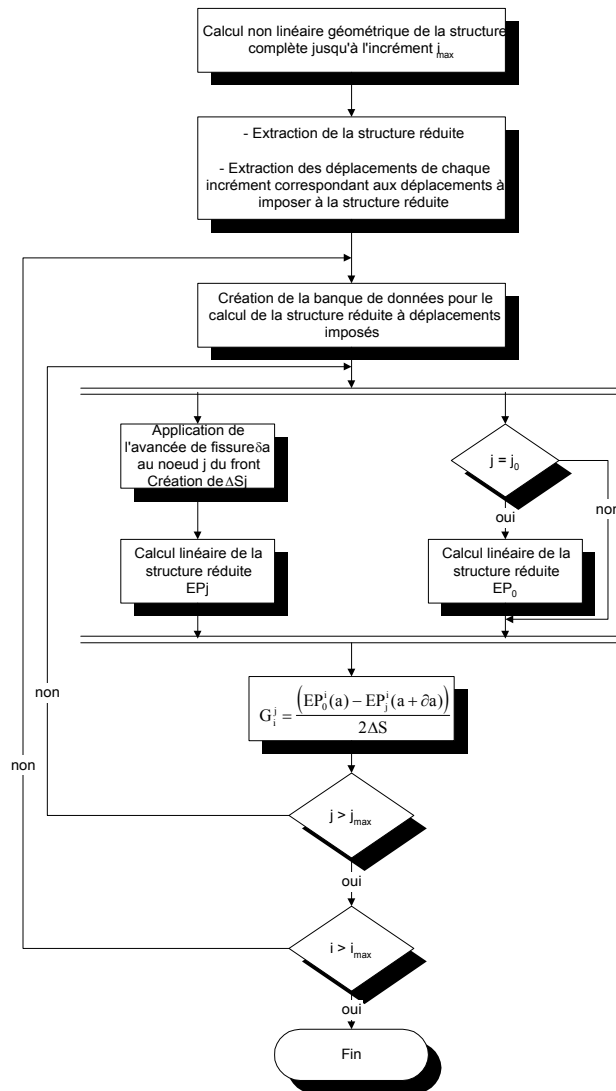 Calcul non linéaire géométrique de la structure
complète jusqu'à l'incrément i_max
- Extraction de la structure réduite
- Extraction des déplacements de chaque
incrément correspondant aux déplacements à
imposer à la structure réduite
Création de la banque de données pour le
calcul de la structure réduite à déplacements
imposés
Application de
l'avancée de fissure δa
au noeud j du front
Création de ΔSj
j = j₀
non
oui
Calcul linéaire de la
structure réduite
EPj
Calcul linéaire de la
structure réduite
EP₀
non
G_i^j = (EP_0^i(a) − EP_j^i(a + ∂a)) / 2ΔS
non
j > j_max
oui
i > i_max
oui
Fin